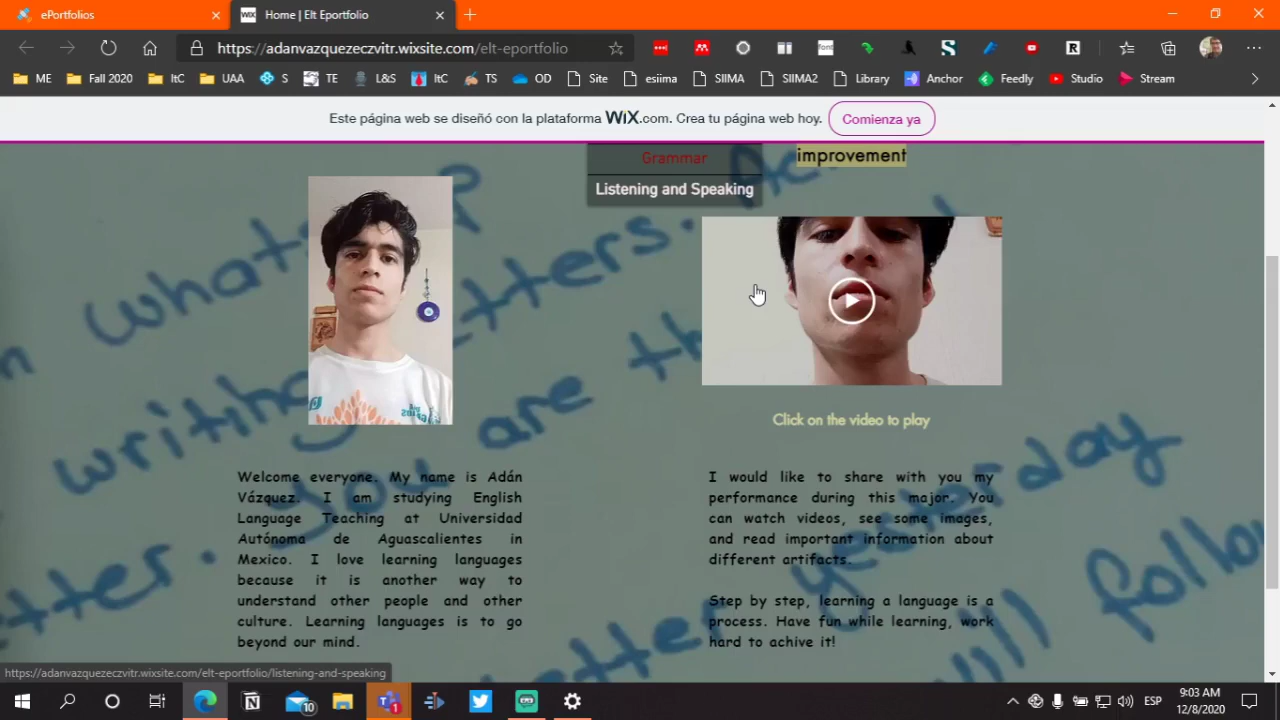 ePortfolios
Home | Elt Eportfolio
https://adanvazquezeczvitr.wixsite.com/elt-eportfolio
ME
Fall 2020
ItC
UAA
S
TE
L&S
ItC
TS
OD
Site
esiima
SIIMA
SIIMA2
Library
Anchor
Feedly
Studio
Stream
Este página web se diseñó con la plataforma WiX.com. Crea tu página web hoy.
Comienza ya
Grammar
Listening and Speaking
improvement
Click on the video to play
Welcome everyone. My name is Adán
Vázquez. I am studying English
Language Teaching at Universidad
Autónoma de Aguascalientes in
Mexico. I love learning languages
because it is another way to
understand other people and other
culture. Learning languages is to go
beyond our mind.
I would like to share with you my
performance during this major. You
can watch videos, see some images,
and read important information about
different artifacts.
Step by step, learning a language is a
process. Have fun while learning, work
hard to achive it!
writing
You are
yesterday
https://adanvazquezeczvitr.wixsite.com/elt-eportfolio/listening-and-speaking
10
1
ESP
9:03 AM
12/8/2020